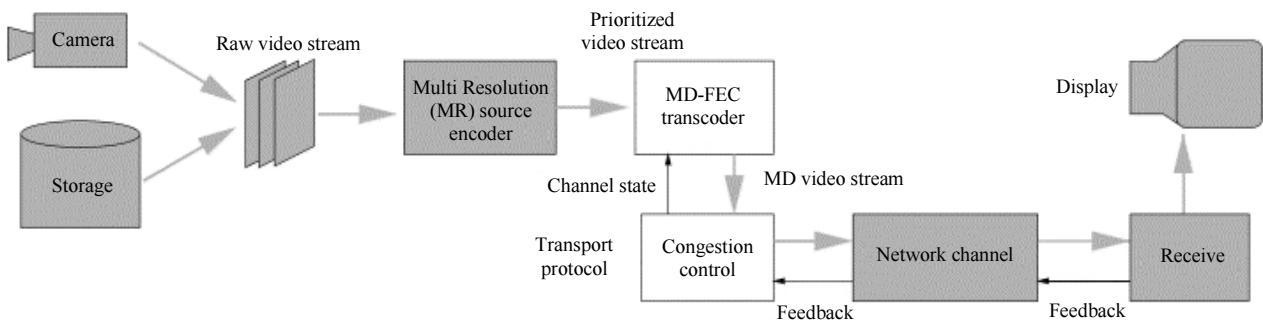 Camera
Storage
Raw video stream
Multi Resolution
(MR) source
encoder
Prioritized
video stream
MD-FEC
transcoder
Channel state
MD video stream
Transport
protocol
Congestion
control
Feedback
Network channel
Feedback
Receive
Display